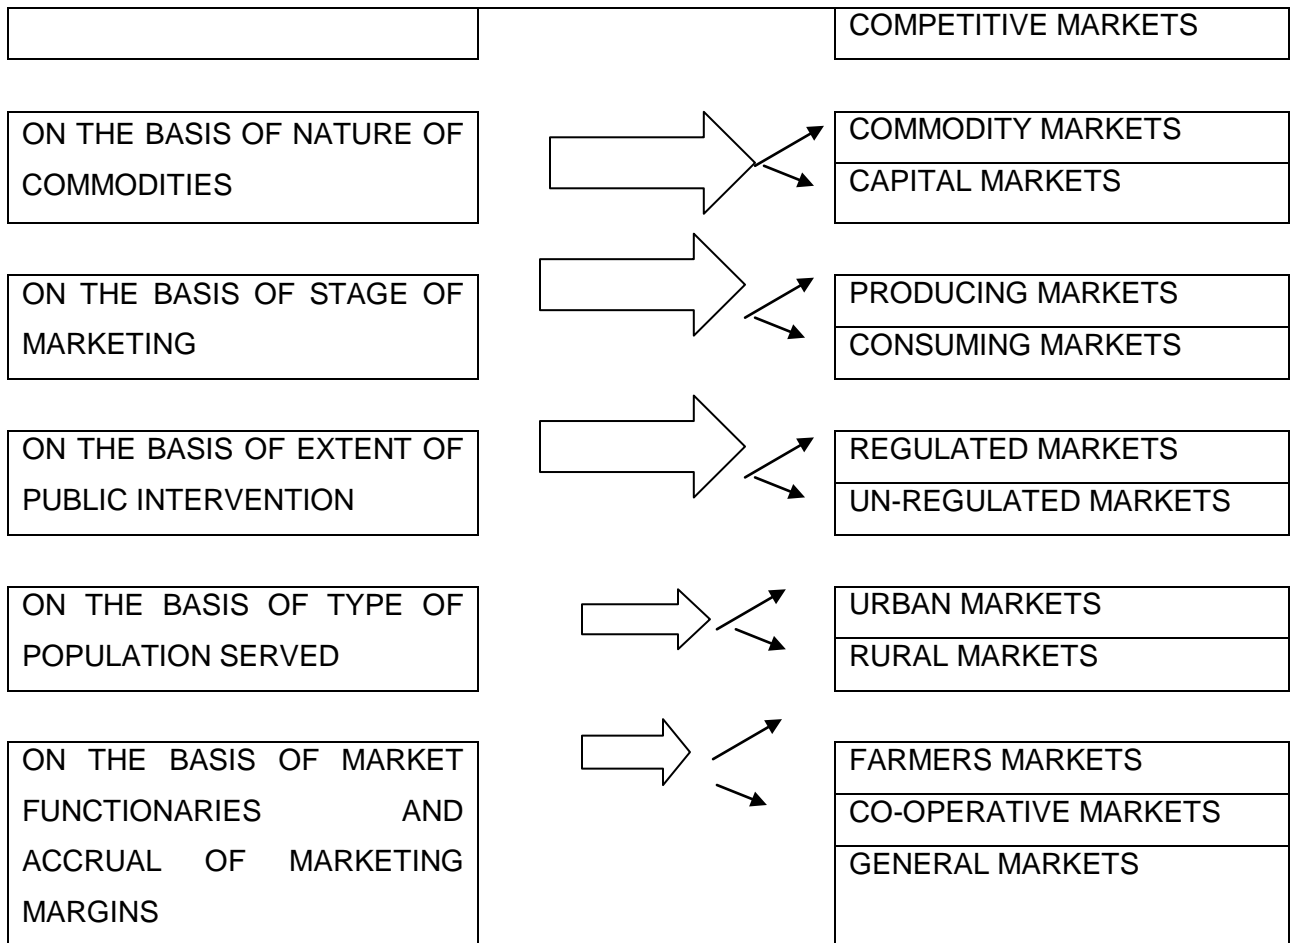 COMPETITIVE MARKETS
ON THE BASIS OF NATURE OF
COMMODITIES
COMMODITY MARKETS
CAPITAL MARKETS
ON THE BASIS OF STAGE OF
MARKETING
PRODUCING MARKETS
CONSUMING MARKETS
ON THE BASIS OF EXTENT OF
PUBLIC INTERVENTION
REGULATED MARKETS
UN-REGULATED MARKETS
ON THE BASIS OF TYPE OF
POPULATION SERVED
URBAN MARKETS
RURAL MARKETS
ON THE BASIS OF MARKET
FUNCTIONARIES AND
ACCRUAL OF MARKETING
MARGINS
FARMERS MARKETS
CO-OPERATIVE MARKETS
GENERAL MARKETS